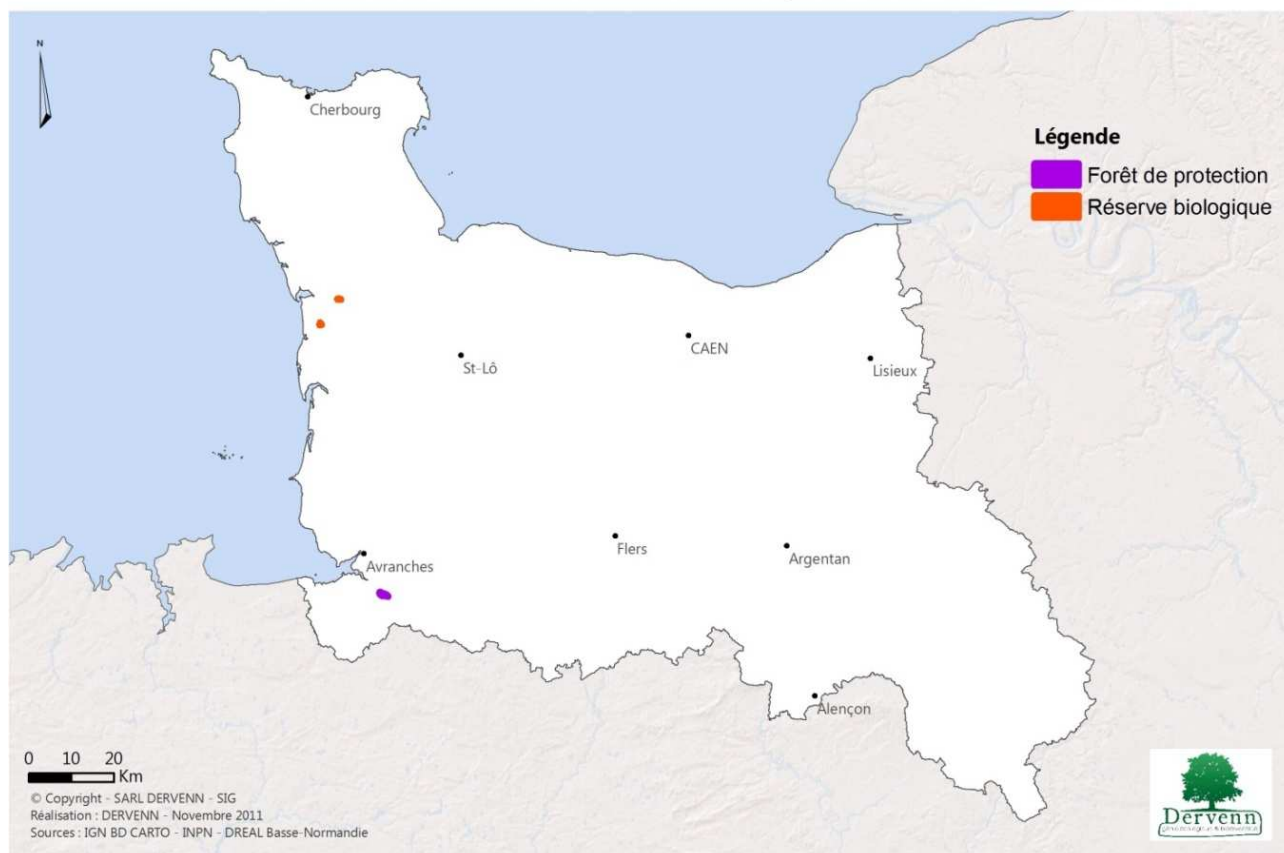 N
Cherbourg
Légende
Forêt de protection
Réserve biologique
CAEN
St-Lô
Lisieux
Flers
Argentan
Avranches
Alençon
0 10 20
Km
© Copyright - SARL DERVENN - SIG
Réalisation : DERVENN - Novembre 2011
Sources : IGN BD CARTO - INPN - DREAL Basse-Normandie
Dervenn